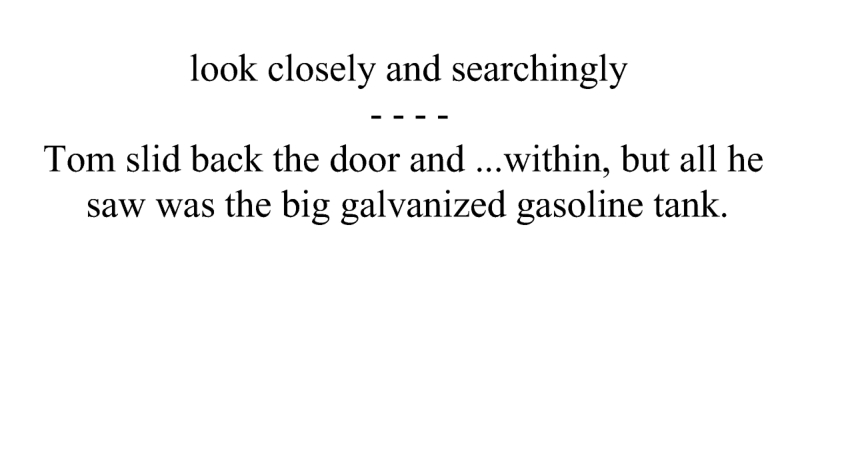 look closely and searchingly
- - - -
Tom slid back the door and ...within, but all he
saw was the big galvanized gasoline tank.